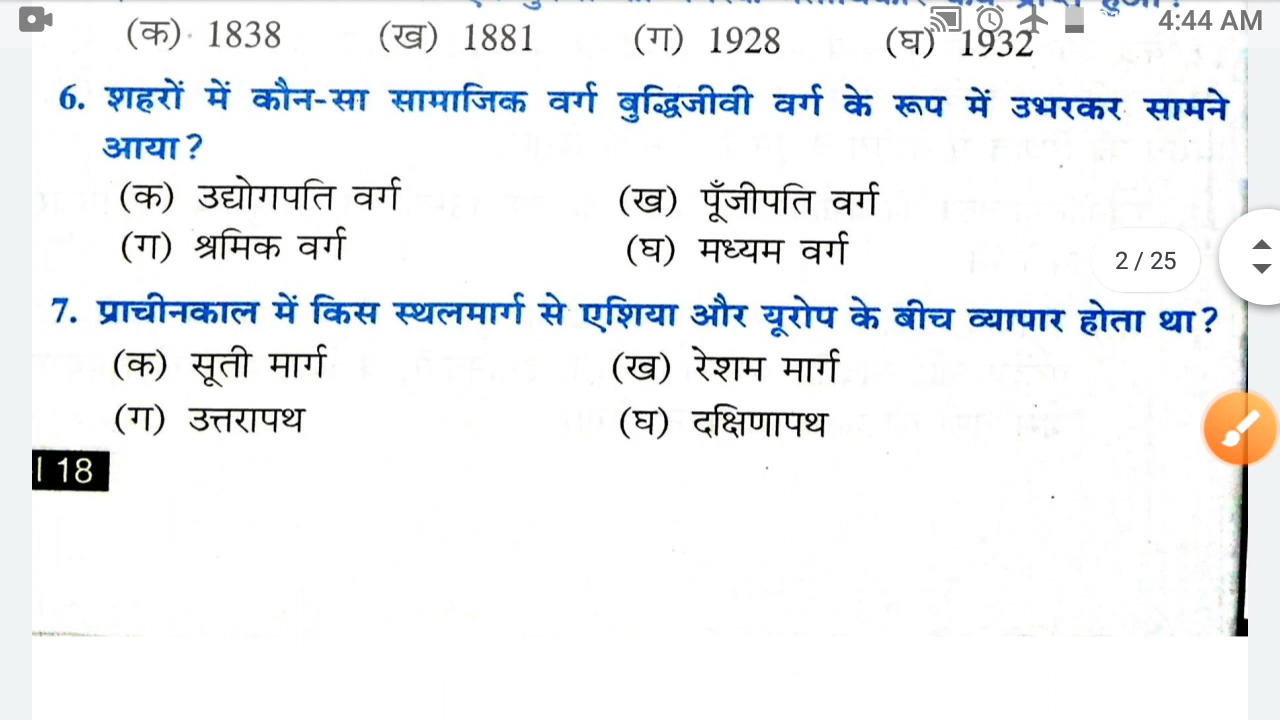 4:44 AM
(क) 1838 (ख) 1881 (ग) 1928 (घ) 1932
6. शहरों में कौन-सा सामाजिक वर्ग बुद्धिजीवी वर्ग के रूप में उभरकर सामने
आया?
(क) उद्योगपति वर्ग (ख) पूँजीपति वर्ग
(ग) श्रमिक वर्ग (घ) मध्यम वर्ग
2 / 25
7. प्राचीनकाल में किस स्थलमार्ग से एशिया और यूरोप के बीच व्यापार होता था?
(क) सूती मार्ग (ख) रेशम मार्ग
(ग) उत्तरापथ (घ) दक्षिणापथ
18